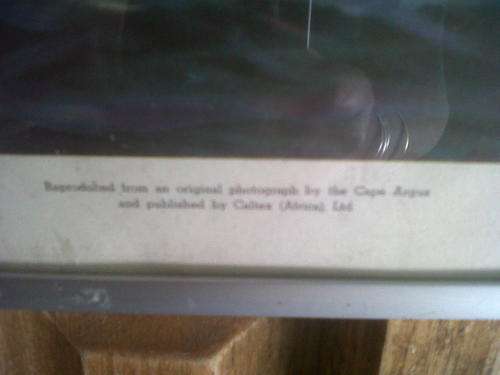 Reproduced from an original photograph by the Cape Argus
and published by Caltex (Africa) Ltd